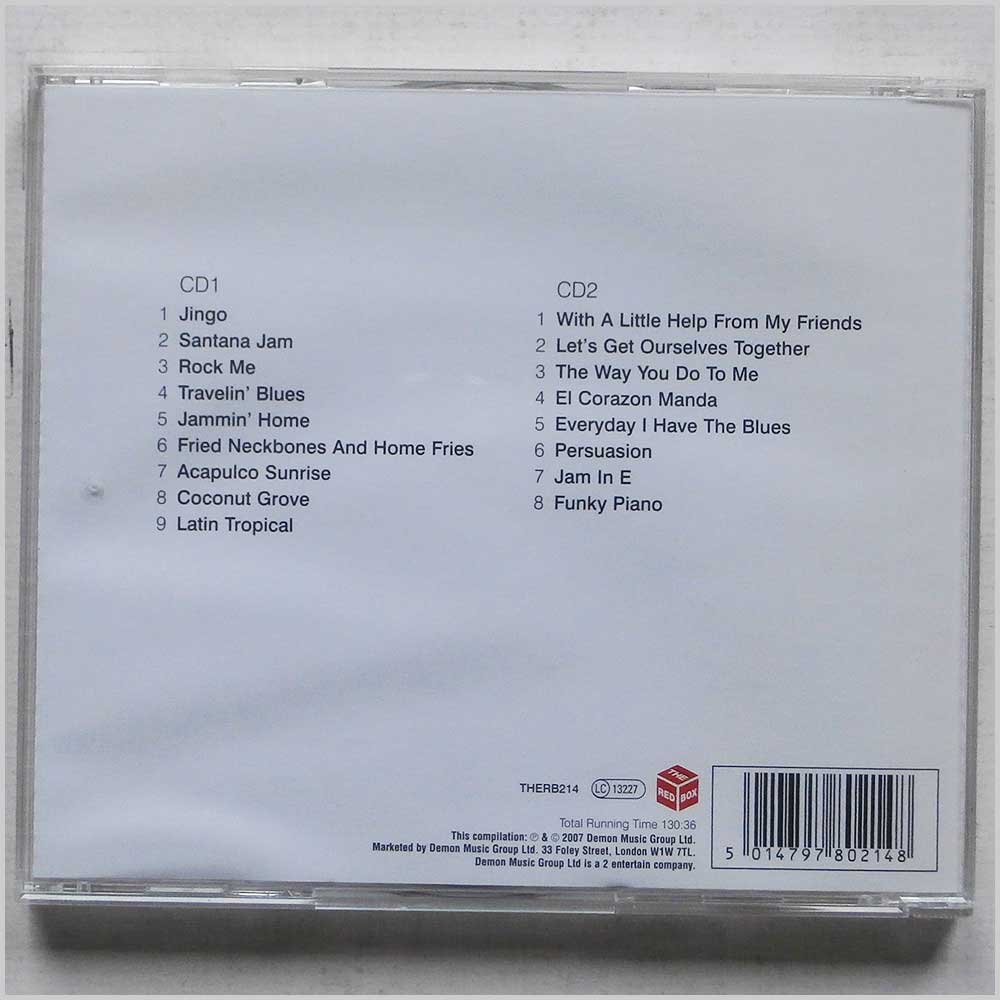 CD1
1 Jingo
2 Santana Jam
3 Rock Me
4 Travelin' Blues
5 Jammin' Home
6 Fried Neckbones And Home Fries
7 Acapulco Sunrise
8 Coconut Grove
9 Latin Tropical
CD2
1 With A Little Help From My Friends
2 Let's Get Ourselves Together
3 The Way You Do To Me
4 El Corazon Manda
5 Everyday I Have The Blues
6 Persuasion
7 Jam In E
8 Funky Piano
THERB214 LC 13227
THE
RED BOX
Total Running Time 130:36
This compilation: ℗ & © 2007 Demon Music Group Ltd.
Marketed by Demon Music Group Ltd. 33 Foley Street, London W1W 7TL.
Demon Music Group Ltd is a 2 entertain company.
5 014797 802148